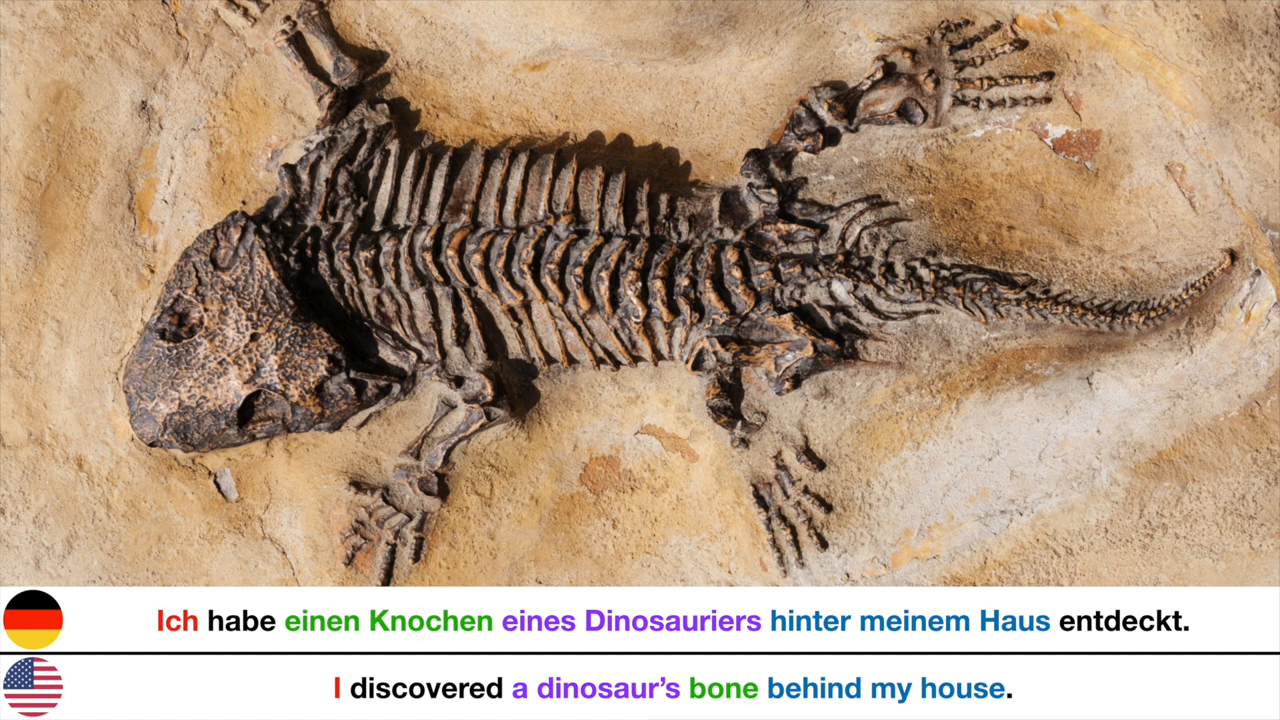 Ich habe einen Knochen eines Dinosauriers hinter meinem Haus entdeckt.
I discovered a dinosaur’s bone behind my house.